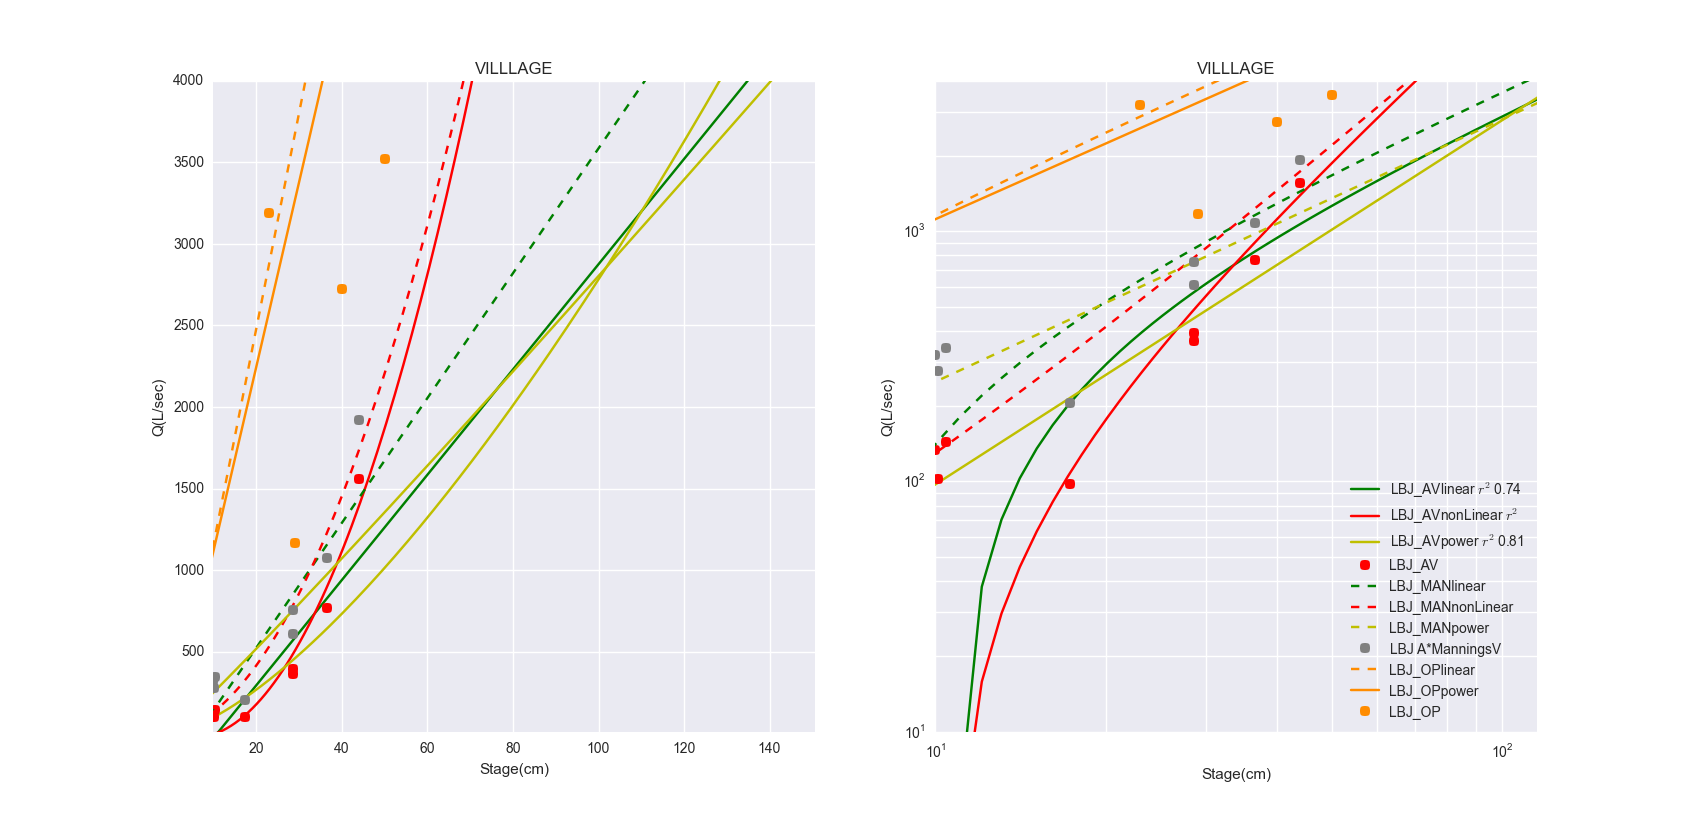 VILLLAGE
4000
3500
3000
2500
2000
1500
1000
500
Q(L/sec)
20 40 60 80 100 120 140
Stage(cm)
VILLLAGE
10³
10²
10¹
Q(L/sec)
10¹ 10²
Stage(cm)
LBJ_AVlinear r² 0.74
LBJ_AVnonLinear r²
LBJ_AVpower r² 0.81
LBJ_AV
LBJ_MANlinear
LBJ_MANnonLinear
LBJ_MANpower
LBJ A*ManningsV
LBJ_OPlinear
LBJ_OPpower
LBJ_OP